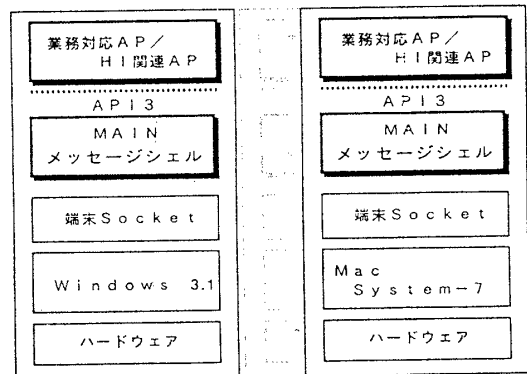 業務対応AP／
HI関連AP
API3
MAIN
メッセージシェル
端末Socket
Windows 3.1
ハードウェア
業務対応AP／
HI関連AP
API3
MAIN
メッセージシェル
端末Socket
Mac
System－7
ハードウェア